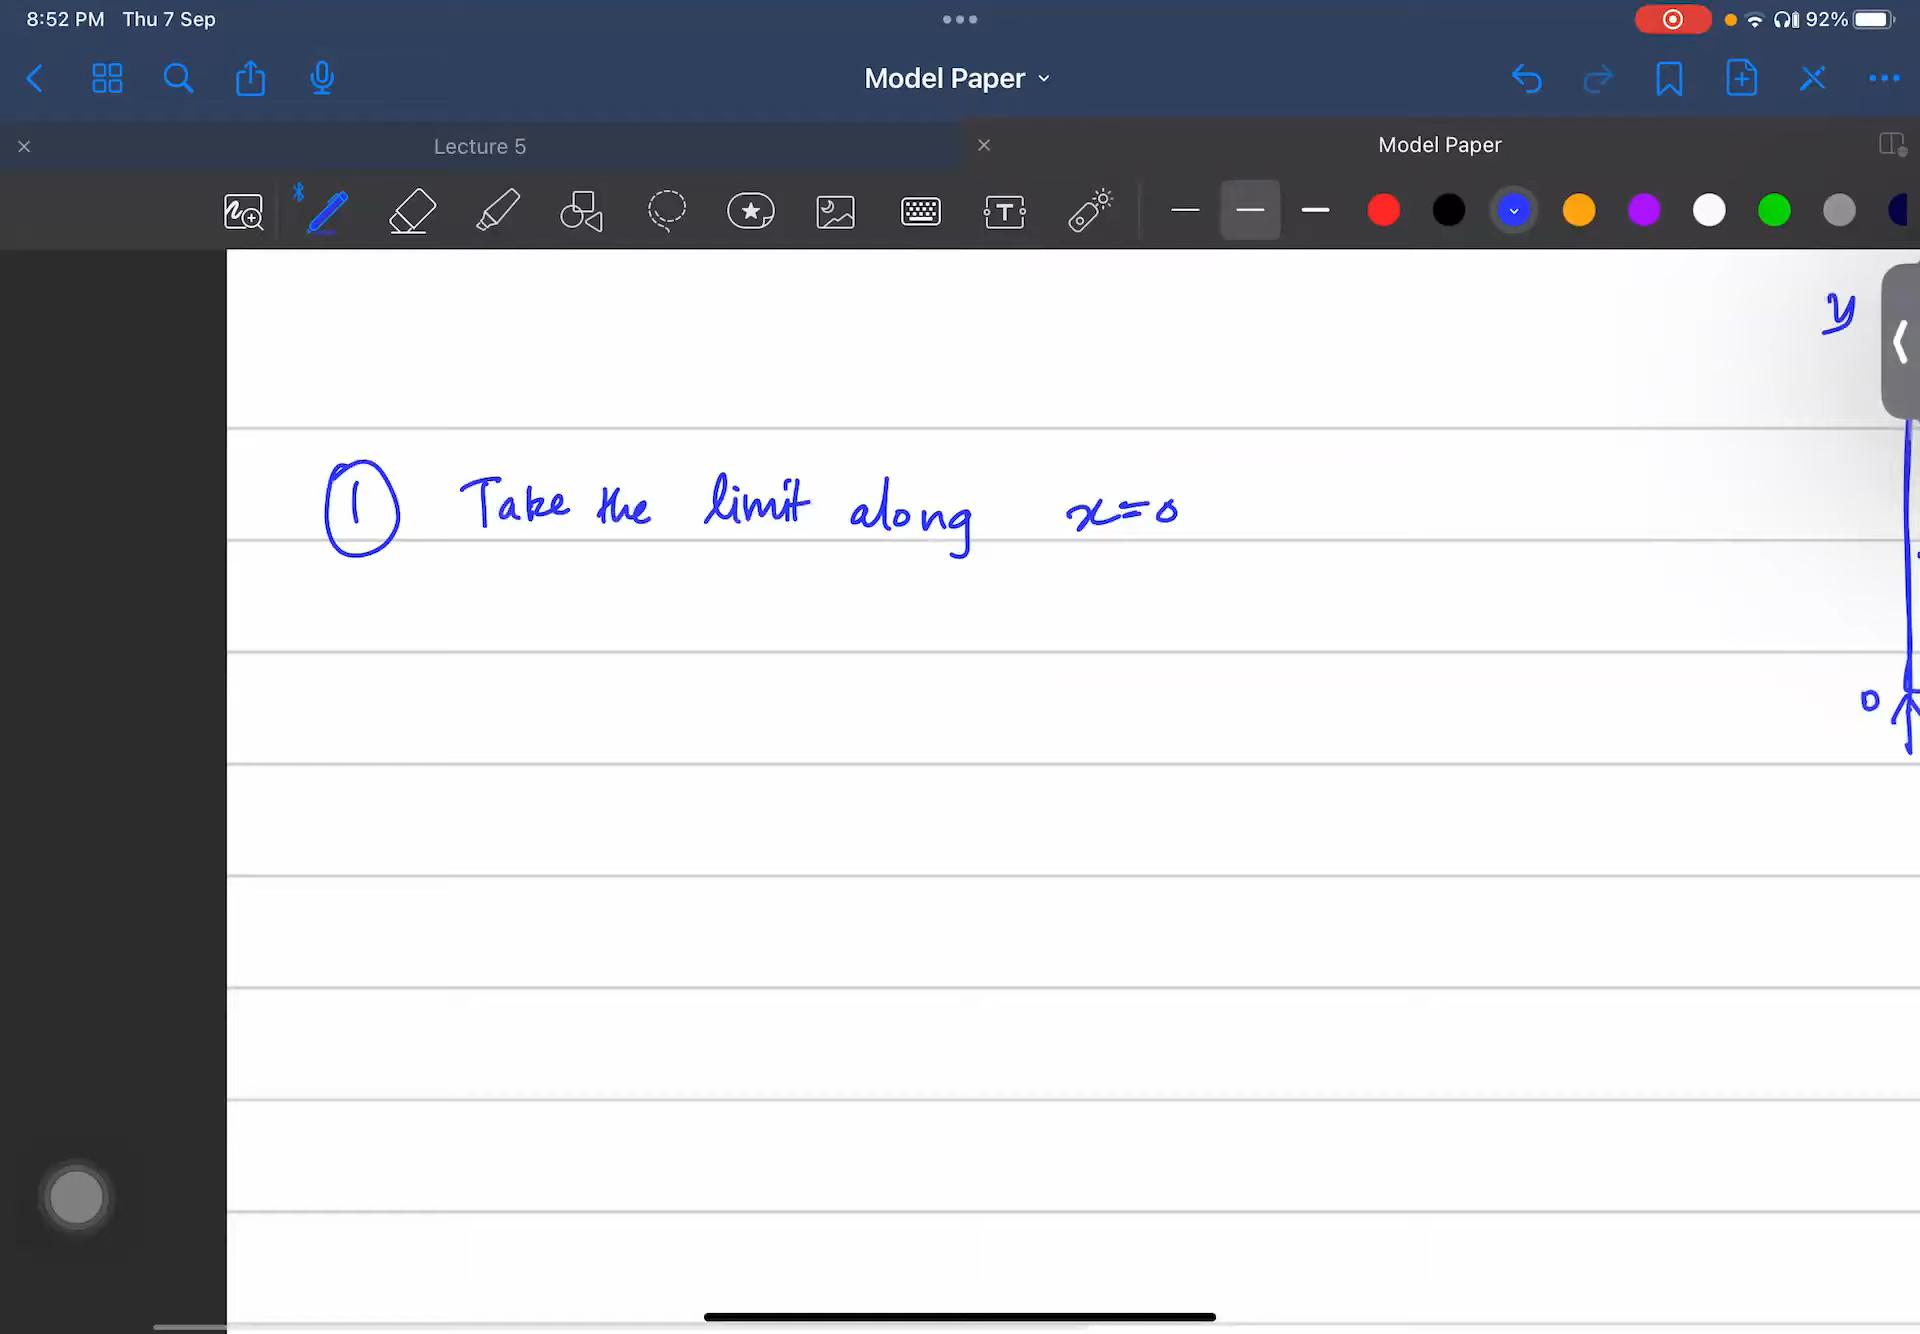 8:52 PM Thu 7 Sep
92%
Model Paper
Lecture 5
Model Paper
T
y
① Take the limit along x=0
0